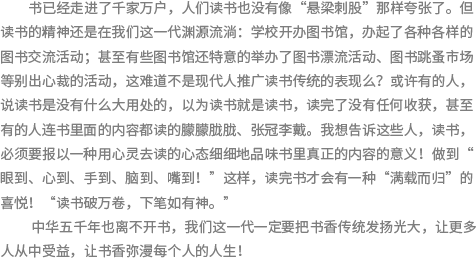 书已经走进了千家万户，人们读书也没有像“悬梁刺股”那样夸张了。但
读书的精神还是在我们这一代渊源流淌：学校开办图书馆，办起了各种各样的
图书交流活动；甚至有些图书馆还特意的举办了图书漂流活动、图书跳蚤市场
等别出心裁的活动，这难道不是现代人推广读书传统的表现么？或许有的人，
说读书是没有什么大用处的，以为读书就是读书，读完了没有任何收获，甚至
有的人连书里面的内容都读的朦朦胧胧、张冠李戴。我想告诉这些人，读书，
必须要报以一种用心灵去读的心态细细地品味书里真正的内容的意义！做到“
眼到、心到、手到、脑到、嘴到！”这样，读完书才会有一种“满载而归”的
喜悦！“读书破万卷，下笔如有神。”
中华五千年也离不开书，我们这一代一定要把书香传统发扬光大，让更多
人从中受益，让书香弥漫每个人的人生！